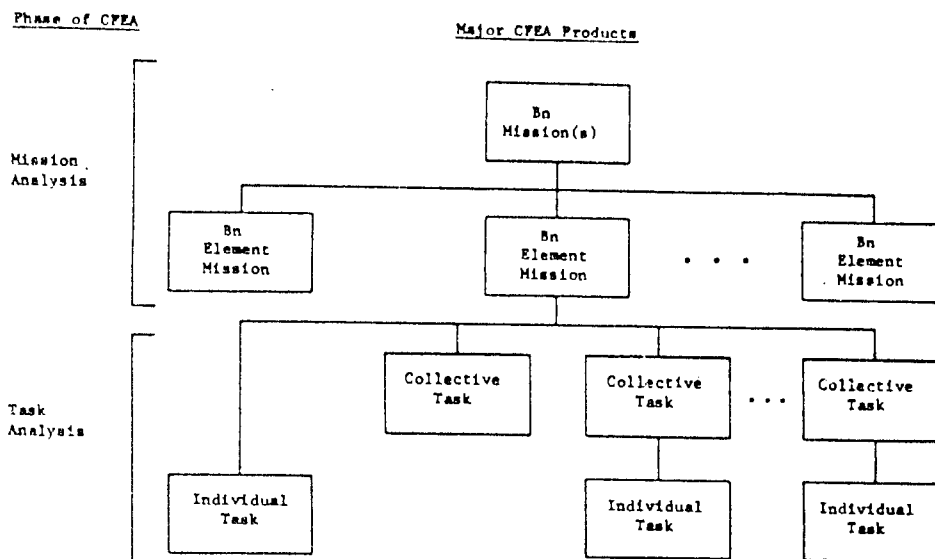 Phase of CFEA
Major CFEA Products
Bn
Mission(s)
Mission
Analysis
Bn
Element
Mission
Bn
Element
Mission
. . .
Bn
Element
Mission
Collective
Task
Collective
Task
...
Collective
Task
Task
Analysis
Individual
Task
Individual
Task
Individual
Task